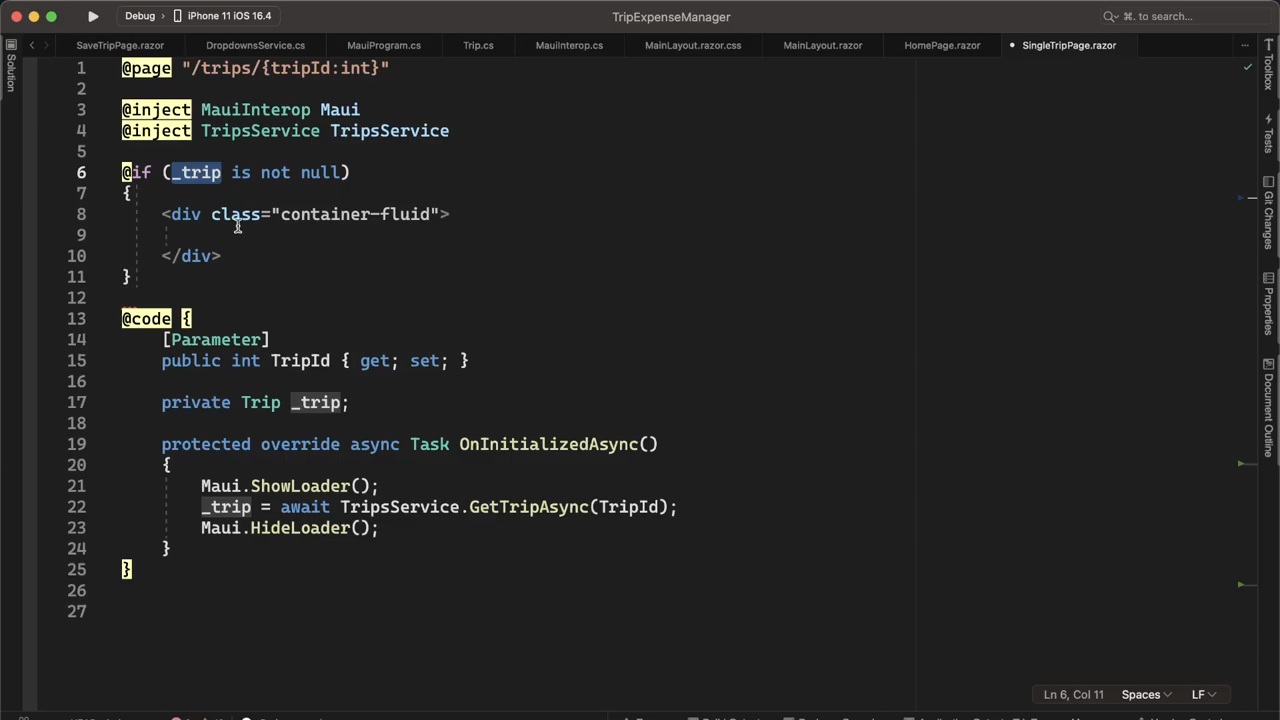 Debug > iPhone 11 iOS 16.4
TripExpenseManager
⌘. to search...
SaveTripPage.razor
DropdownsService.cs
MauiProgram.cs
Trip.cs
MauiInterop.cs
MainLayout.razor.css
MainLayout.razor
HomePage.razor
SingleTripPage.razor
Solution
Toolbox
Tests
Git Changes
Properties
Document Outline
1 @page "/trips/{tripId:int}"
2
3 @inject MauiInterop Maui
4 @inject TripsService TripsService
5
6 @if (_trip is not null)
7 {
8 <div class="container-fluid">
9
10 </div>
11 }
12
13 @code {
14 [Parameter]
15 public int TripId { get; set; }
16
17 private Trip _trip;
18
19 protected override async Task OnInitializedAsync()
20 {
21 Maui.ShowLoader();
22 _trip = await TripsService.GetTripAsync(TripId);
23 Maui.HideLoader();
24 }
25 }
26
27
Ln 6, Col 11 Spaces LF